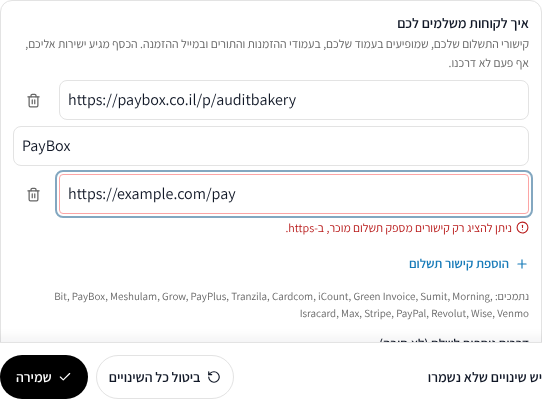 איך לקוחות משלמים לכם
קישורי התשלום שלכם, שמופיעים בעמוד שלכם, בעמודי ההזמנות והתורים ובמייל ההזמנה. הכסף מגיע ישירות אליכם,
אף פעם לא דרכנו.
https://paybox.co.il/p/auditbakery
PayBox
https://example.com/pay
ניתן להציג רק קישורים מספק תשלום מוכר, ב-https.
+ הוספת קישור תשלום
נתמכים: Bit, PayBox, Meshulam, Grow, PayPlus, Tranzila, Cardcom, iCount, Green Invoice, Sumit, Morning,
Isracard, Max, Stripe, PayPal, Revolut, Wise, Venmo
יש שינויים שלא נשמרו
ביטול כל השינויים
שמירה